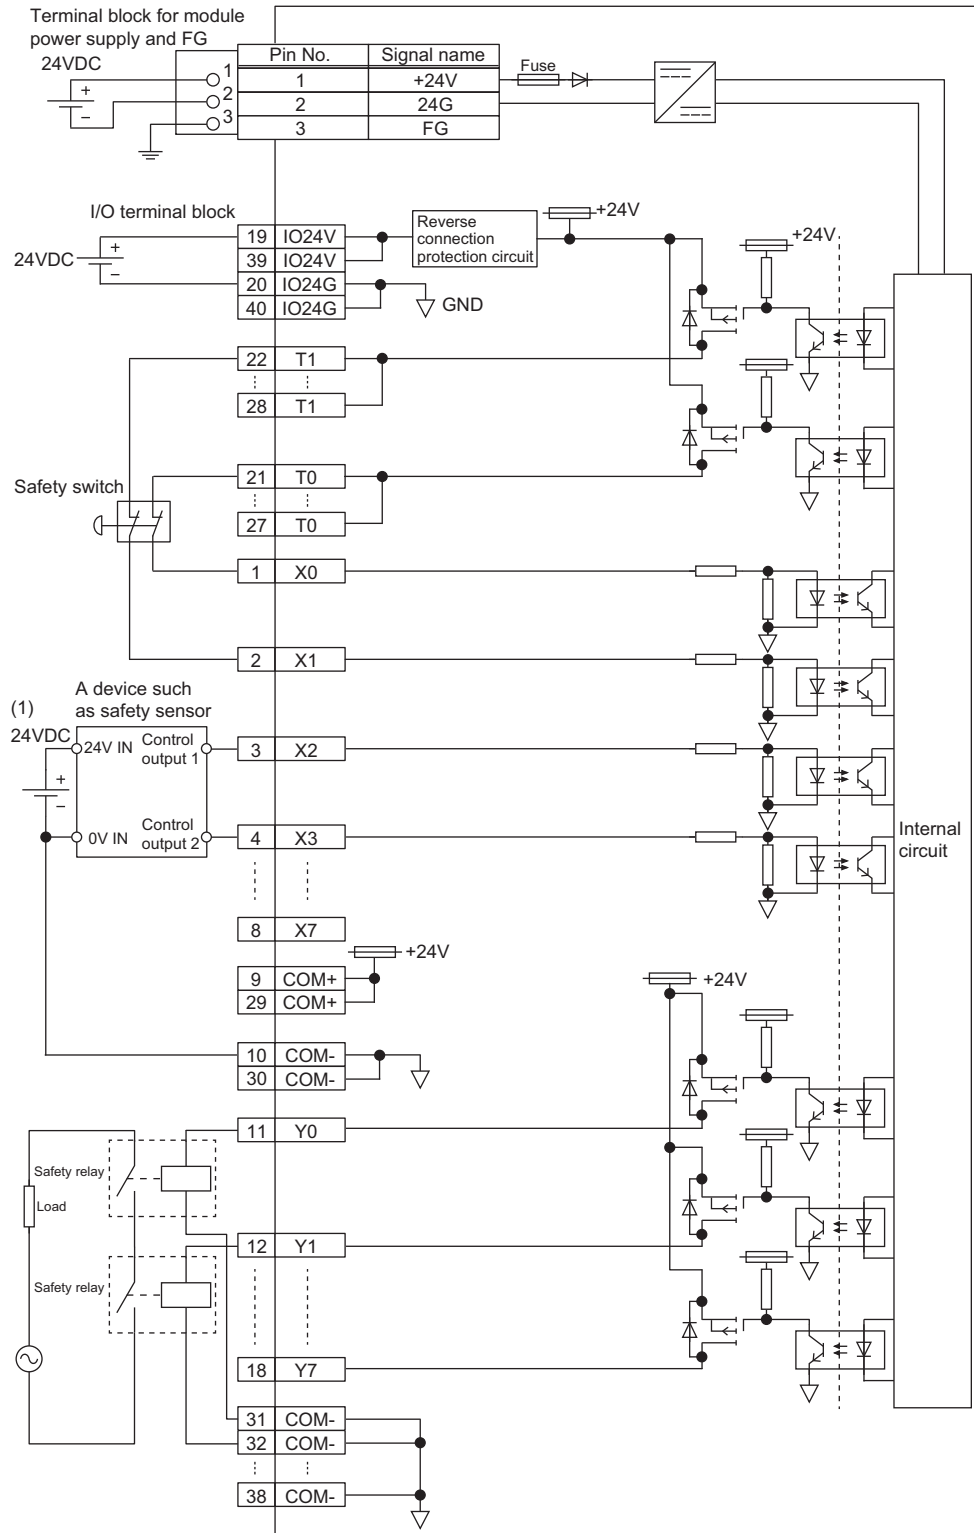 Terminal block for module
power supply and FG
24VDC
+
−
1
2
3
Pin No. Signal name
1 +24V
2 24G
3 FG
Fuse
I/O terminal block
24VDC
+
−
19 IO24V
39 IO24V
20 IO24G
40 IO24G
GND
Reverse
connection
protection circuit
+24V
+24V
22 T1
28 T1
21 T0
27 T0
Safety switch
1 X0
2 X1
A device such
as safety sensor
(1)
24VDC
+
−
24V IN
Control
output 1
0V IN
Control
output 2
3 X2
4 X3
8 X7
Internal
circuit
+24V
9 COM+
29 COM+
+24V
10 COM-
30 COM-
11 Y0
Safety relay
Load
12 Y1
Safety relay
18 Y7
31 COM-
32 COM-
38 COM-